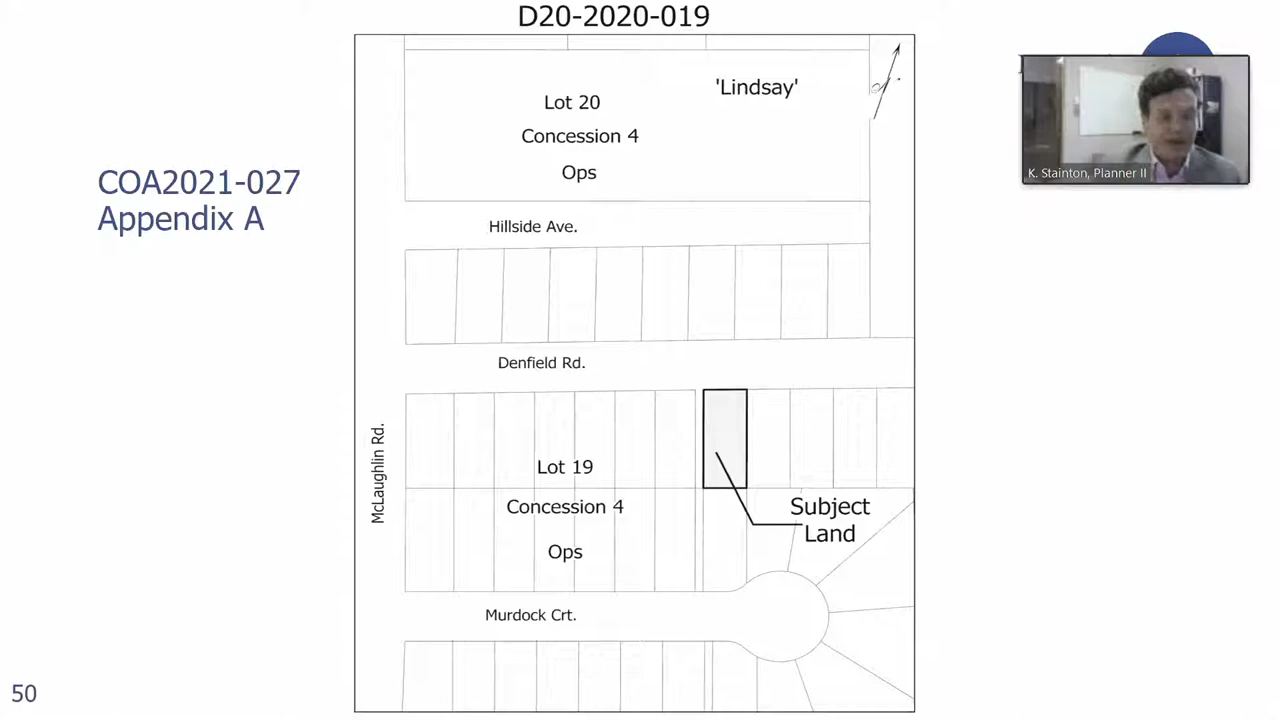 D20-2020-019
'Lindsay'
Lot 20
Concession 4
Ops
COA2021-027
Appendix A
K. Stainton, Planner II
Hillside Ave.
Denfield Rd.
McLaughlin Rd.
Lot 19
Concession 4
Ops
Subject
Land
Murdock Crt.
50